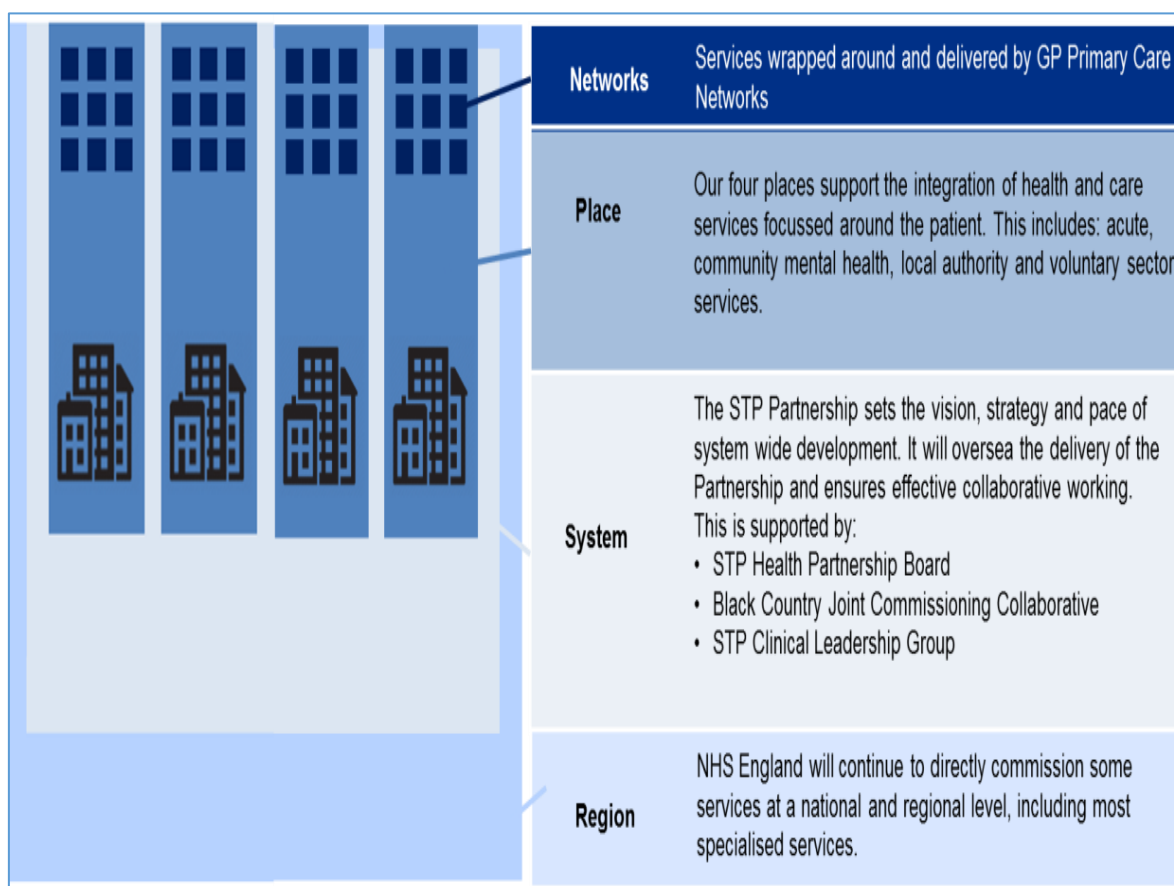 Networks
Services wrapped around and delivered by GP Primary Care
Networks
Place
Our four places support the integration of health and care
services focussed around the patient. This includes: acute,
community mental health, local authority and voluntary sector
services.
System
The STP Partnership sets the vision, strategy and pace of
system wide development. It will oversea the delivery of the
Partnership and ensures effective collaborative working.
This is supported by:
• STP Health Partnership Board
• Black Country Joint Commissioning Collaborative
• STP Clinical Leadership Group
Region
NHS England will continue to directly commission some
services at a national and regional level, including most
specialised services.